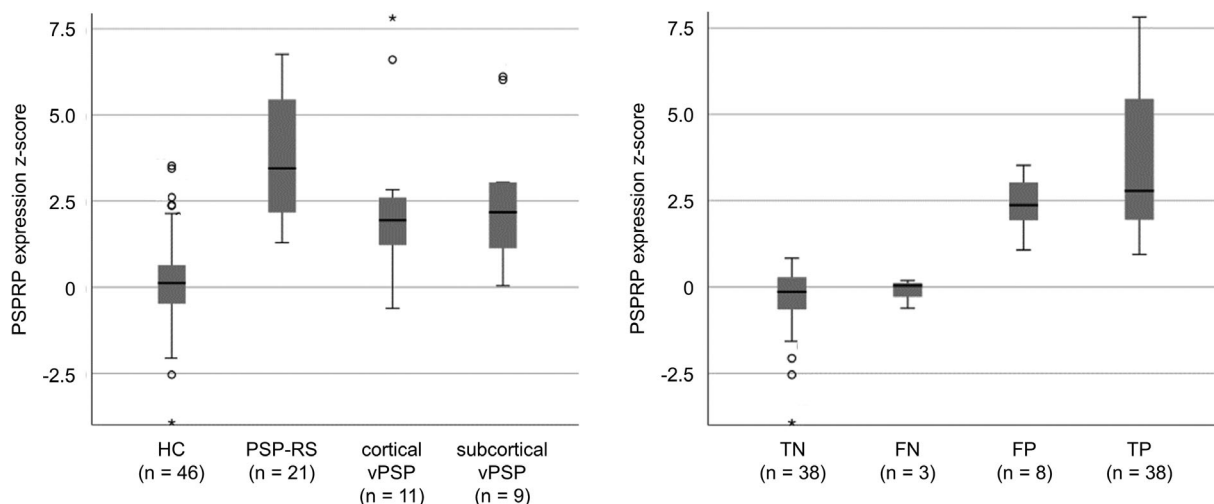 PSPRP expression z-score
7.5
5.0
2.5
0
-2.5
HC
(n = 46)
PSP-RS
(n = 21)
cortical
vPSP
(n = 11)
subcortical
vPSP
(n = 9)
PSPRP expression z-score
7.5
5.0
2.5
0
-2.5
TN
(n = 38)
FN
(n = 3)
FP
(n = 8)
TP
(n = 38)